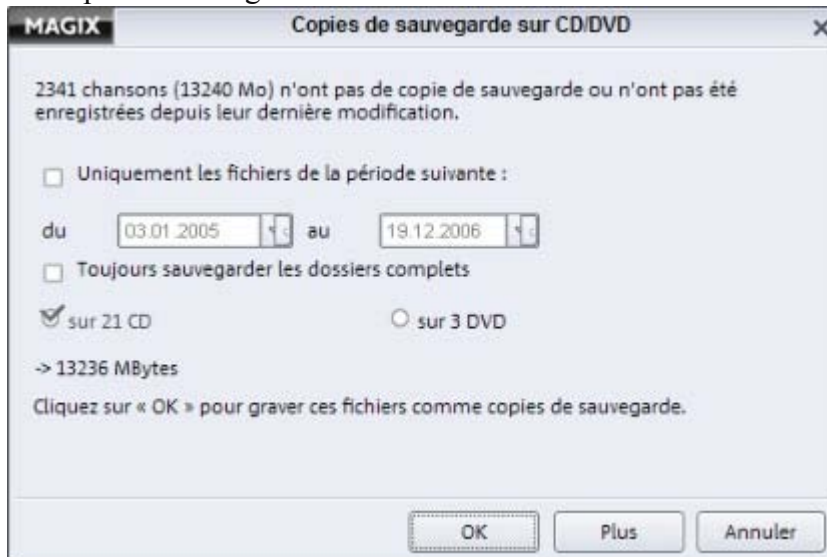 MAGIX Copies de sauvegarde sur CD/DVD
2341 chansons (13240 Mo) n'ont pas de copie de sauvegarde ou n'ont pas été
enregistrées depuis leur dernière modification.
Uniquement les fichiers de la période suivante :
du 03.01.2005 au 19.12.2006
Toujours sauvegarder les dossiers complets
sur 21 CD sur 3 DVD
-> 13236 MBytes
Cliquez sur « OK » pour graver ces fichiers comme copies de sauvegarde.
OK Plus Annuler